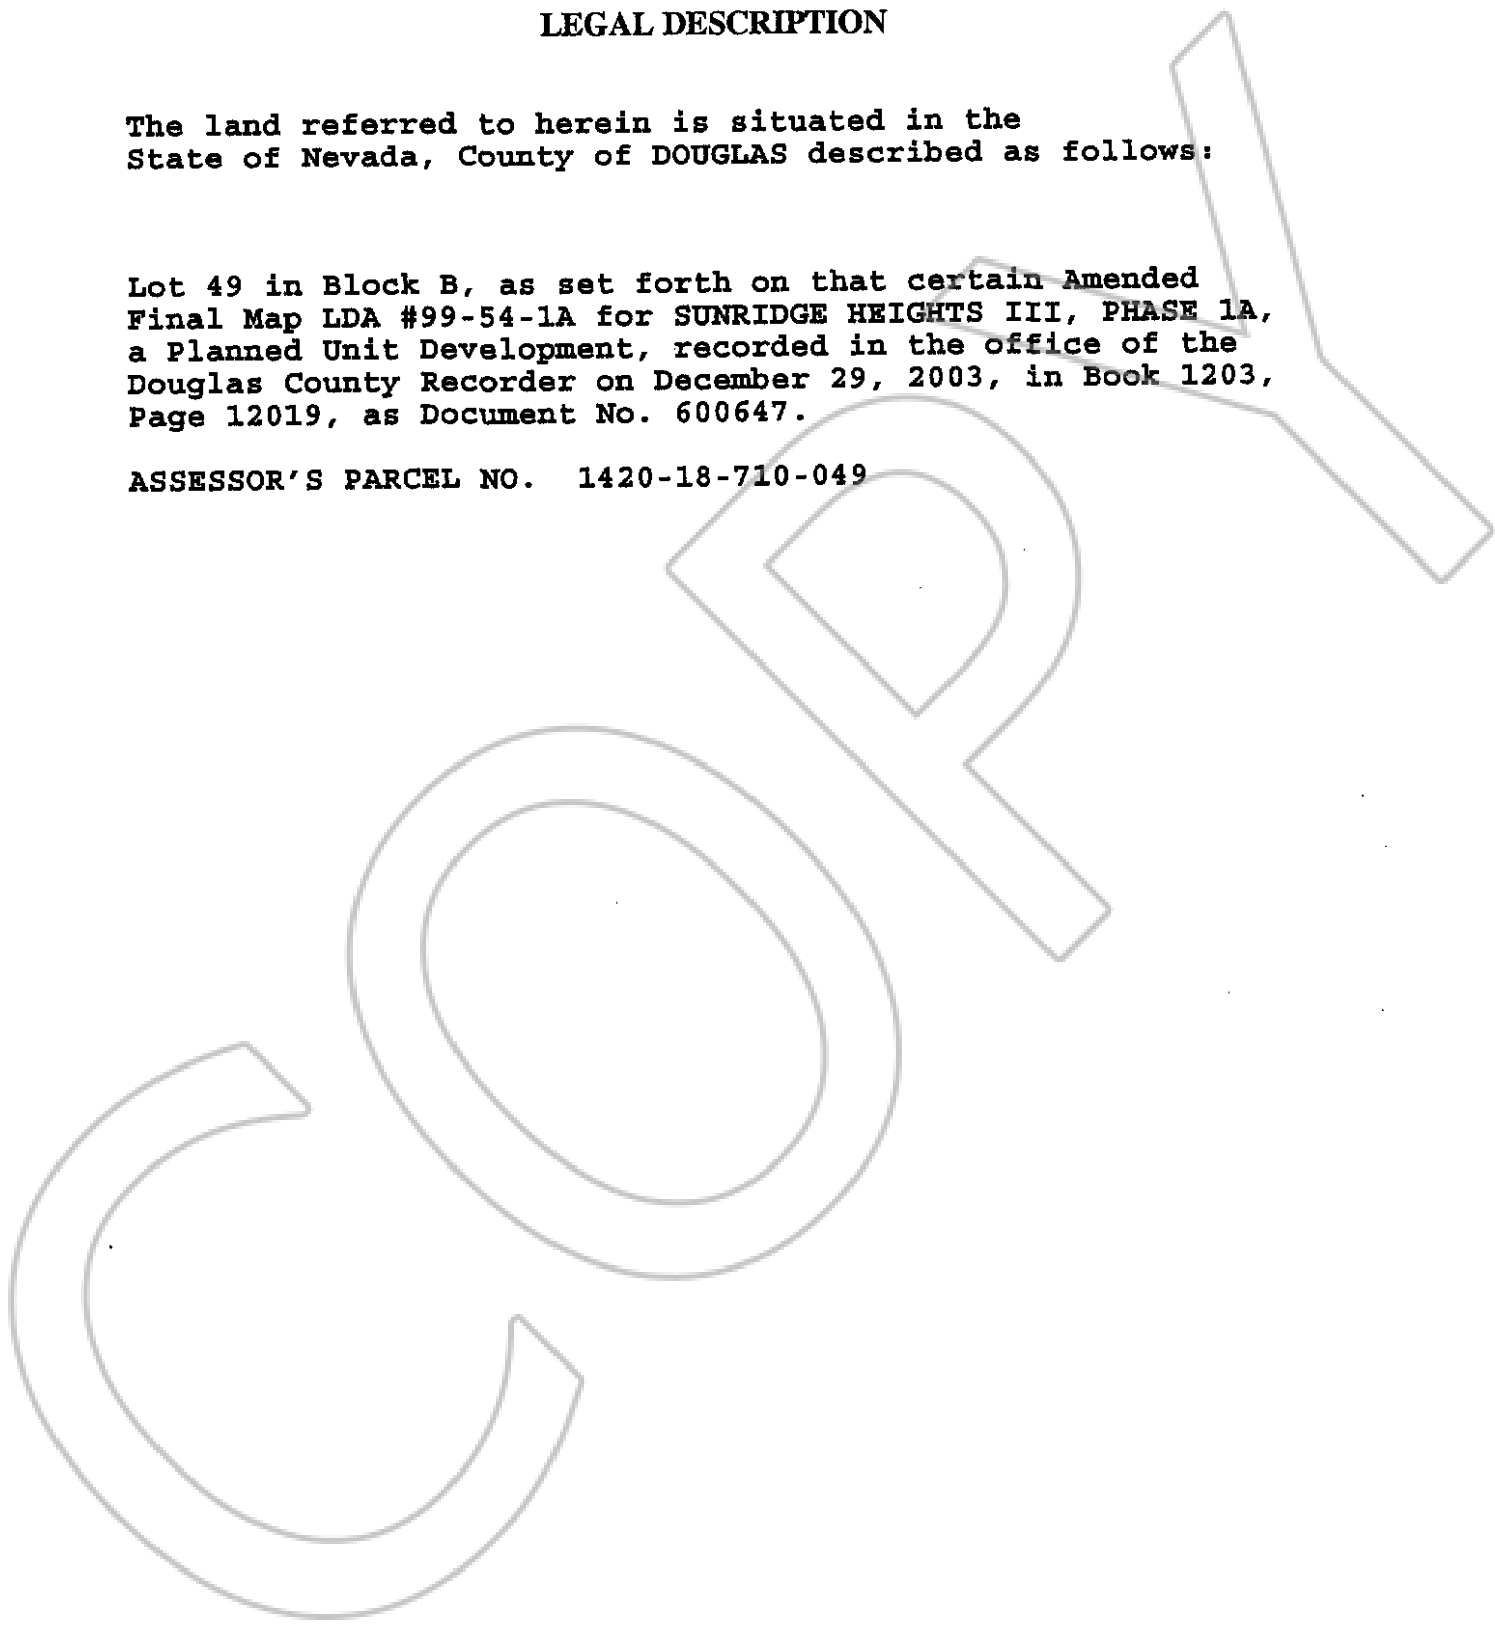 LEGAL DESCRIPTION
The land referred to herein is situated in the
State of Nevada, County of DOUGLAS described as follows:
Lot 49 in Block B, as set forth on that certain Amended
Final Map LDA #99-54-1A for SUNRIDGE HEIGHTS III, PHASE 1A,
a Planned Unit Development, recorded in the office of the
Douglas County Recorder on December 29, 2003, in Book 1203,
Page 12019, as Document No. 600647.
ASSESSOR'S PARCEL NO. 1420-18-710-049
COPY